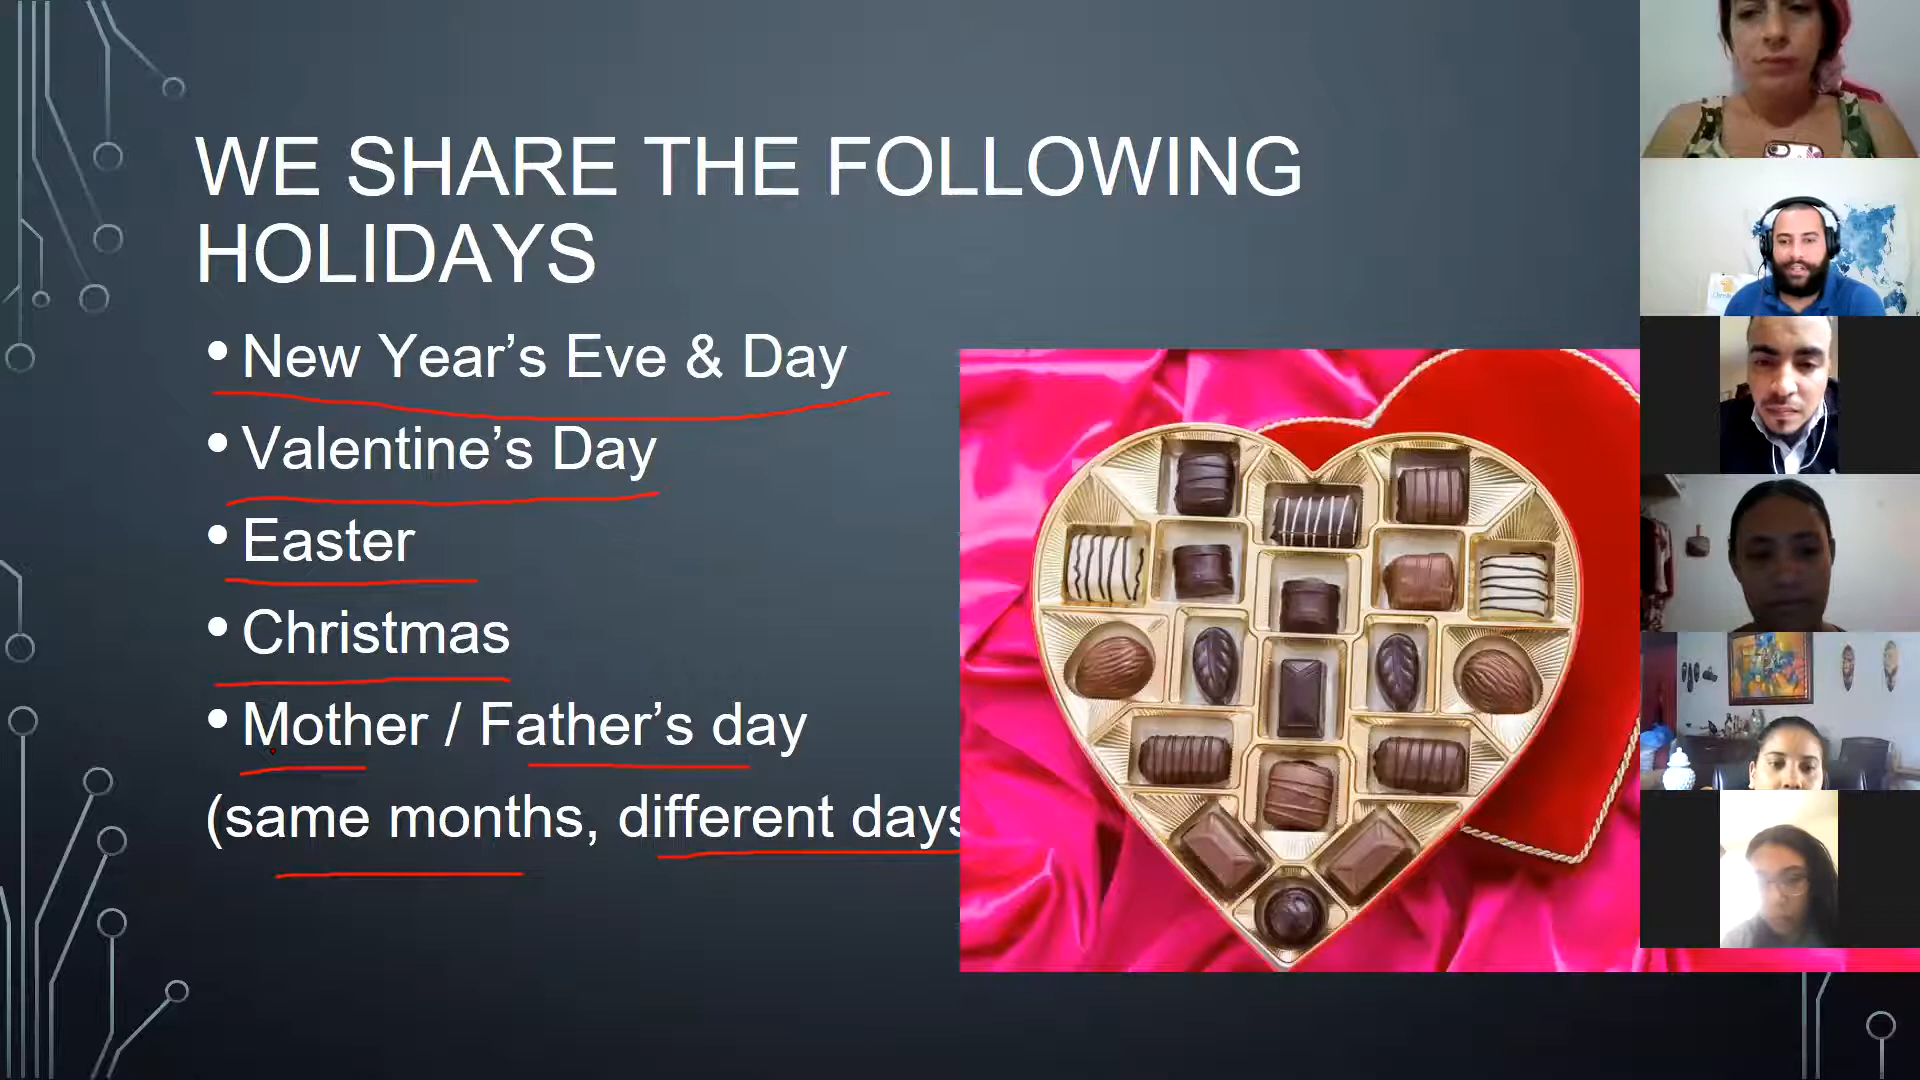 WE SHARE THE FOLLOWING
HOLIDAYS
• New Year’s Eve & Day
• Valentine’s Day
• Easter
• Christmas
• Mother / Father’s day
(same months, different days